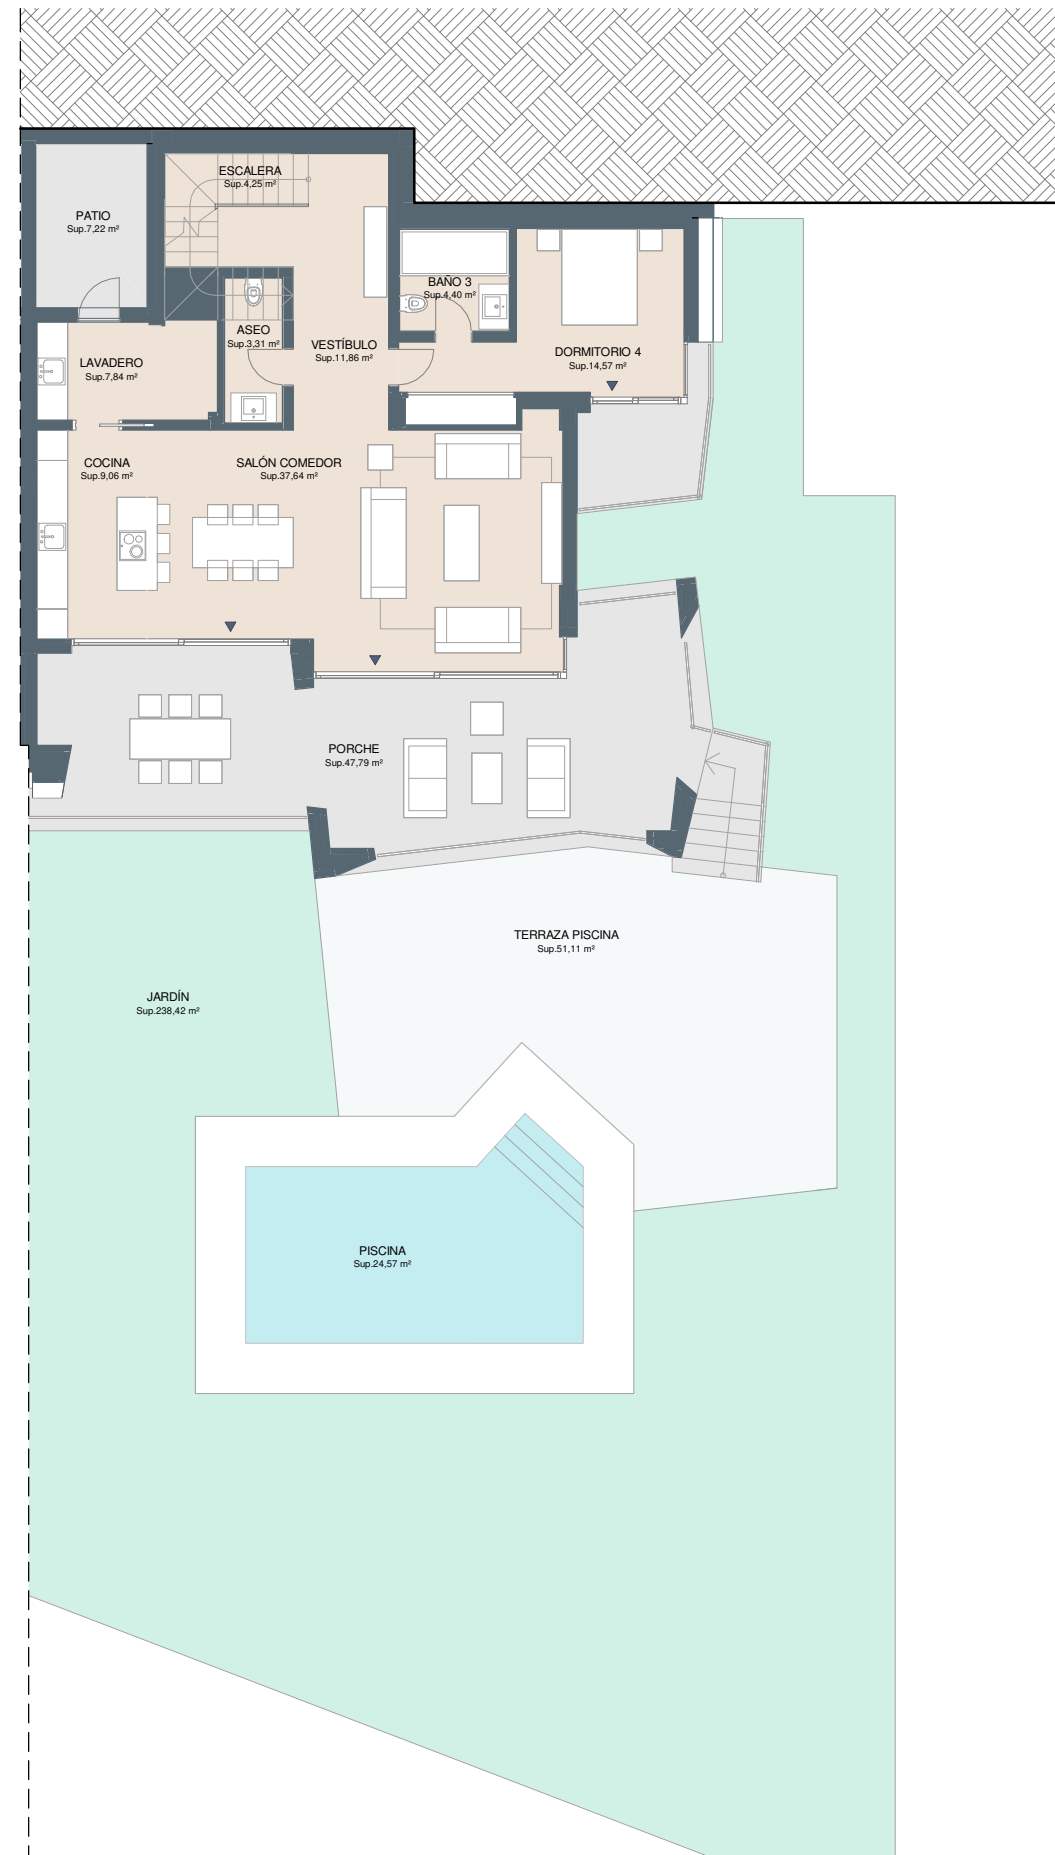 ESCALERA
Sup.4,25 m²
PATIO
Sup.7,22 m²
BAÑO 3
Sup.4,40 m²
ASEO
Sup.3,31 m²
VESTÍBULO
Sup.11,86 m²
DORMITORIO 4
Sup.14,57 m²
LAVADERO
Sup.7,84 m²
COCINA
Sup.9,06 m²
SALÓN COMEDOR
Sup.37,64 m²
PORCHE
Sup.47,79 m²
TERRAZA PISCINA
Sup.51,11 m²
JARDÍN
Sup.238,42 m²
PISCINA
Sup.24,57 m²